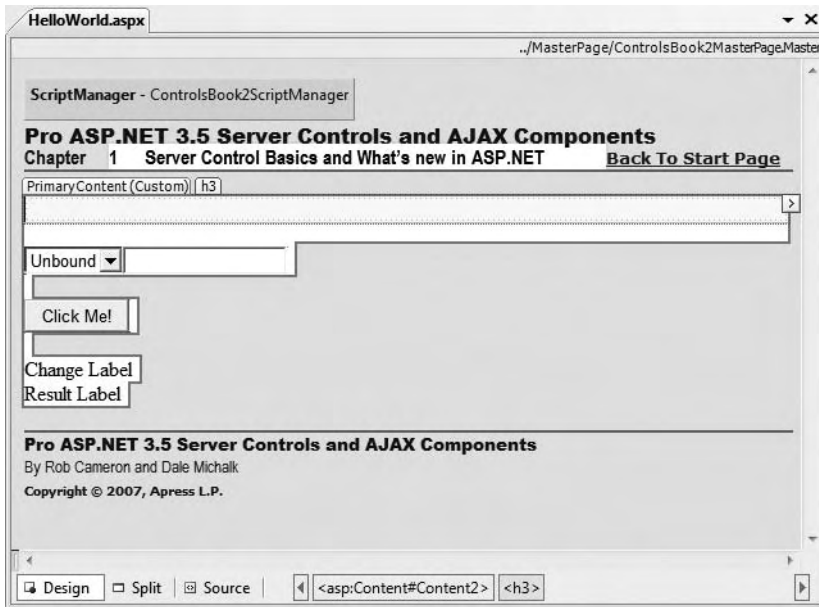 HelloWorld.aspx
../MasterPage/ControlsBook2MasterPage.Master
ScriptManager - ControlsBook2ScriptManager
Pro ASP.NET 3.5 Server Controls and AJAX Components
Chapter 1 Server Control Basics and What's new in ASP.NET Back To Start Page
PrimaryContent (Custom) h3
Unbound
Click Me!
Change Label
Result Label
Pro ASP.NET 3.5 Server Controls and AJAX Components
By Rob Cameron and Dale Michalk
Copyright © 2007, Apress L.P.
Design Split Source <asp:Content#Content2> <h3>